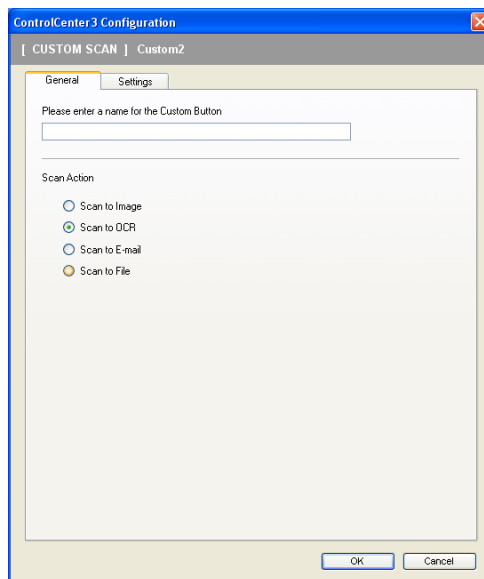 ControlCenter3 Configuration
[ CUSTOM SCAN ] Custom2
General Settings
Please enter a name for the Custom Button
Scan Action
Scan to Image
Scan to OCR
Scan to E-mail
Scan to File
OK Cancel